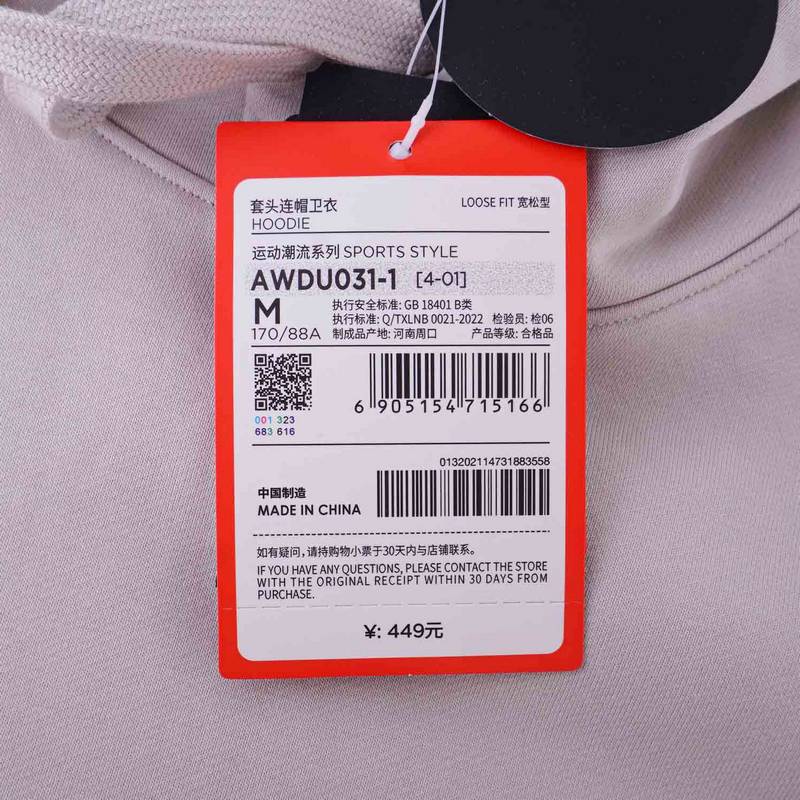 套头连帽卫衣 LOOSE FIT 宽松型
HOODIE
运动潮流系列 SPORTS STYLE
AWDU031-1 [4-01]
M 执行安全标准: GB 18401 B类
执行标准: Q/TXLNB 0021-2022 检验员: 检06
170/88A 制成品产地: 河南周口 产品等级: 合格品
001 323
683 616
6 905154 715166
013202114731883558
中国制造
MADE IN CHINA
如有疑问，请持购物小票于30天内与店铺联系。
IF YOU HAVE ANY QUESTIONS, PLEASE CONTACT THE STORE
WITH THE ORIGINAL RECEIPT WITHIN 30 DAYS FROM
PURCHASE.
¥: 449元